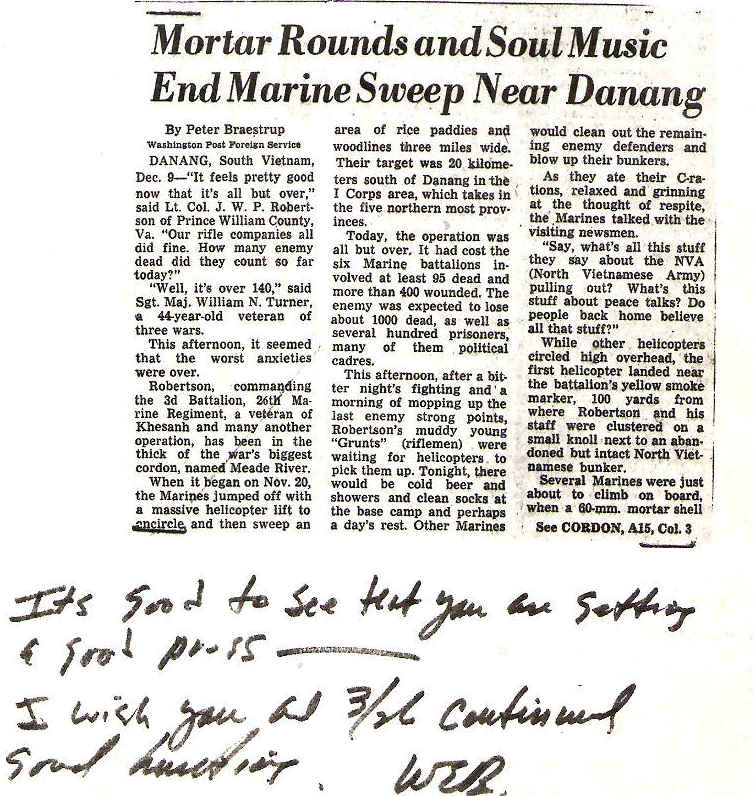 Mortar Rounds and Soul Music
End Marine Sweep Near Danang
By Peter Braestrup
Washington Post Foreign Service
DANANG, South Vietnam,
Dec. 9—"It feels pretty good
now that it's all but over,"
said Lt. Col. J. W. P. Robert-
son of Prince William County,
Va. "Our rifle companies all
did fine. How many enemy
dead did they count so far
today?"
"Well, it's over 140," said
Sgt. Maj. William N. Turner,
a 44-year-old veteran of
three wars.
This afternoon, it seemed
that the worst anxieties
were over.
Robertson, commanding
the 3d Battalion, 26th Ma-
rine Regiment, a veteran of
Khesanh and many another
operation, has been in the
thick of the war's biggest
cordon, named Meade River.
When it began on Nov. 20,
the Marines jumped off with
a massive helicopter lift to
encircle and then sweep an
area of rice paddies and
woodlines three miles wide.
Their target was 20 kilome-
ters south of Danang in the
I Corps area, which takes in
the five northern most prov-
inces.
Today, the operation was
all but over. It had cost the
six Marine battalions in-
volved at least 95 dead and
more than 400 wounded. The
enemy was expected to lose
about 1000 dead, as well as
several hundred prisoners,
many of them political
cadres.
This afternoon, after a bit-
ter night's fighting and a
morning of mopping up the
last enemy strong points,
Robertson's muddy young
"Grunts" (riflemen) were
waiting for helicopters to
pick them up. Tonight, there
would be cold beer and
showers and clean socks at
the base camp and perhaps
a day's rest. Other Marines
would clean out the remain-
ing enemy defenders and
blow up their bunkers.
As they ate their C-ra-
tions, relaxed and grinning
at the thought of respite,
the Marines talked with the
visiting newsmen.
"Say, what's all this stuff
they say about the NVA
(North Vietnamese Army)
pulling out? What's this
stuff about peace talks? Do
people back home believe
all that stuff?"
While other helicopters
circled high overhead, the
first helicopter landed near
the battalion's yellow smoke
marker, 100 yards from
where Robertson and his
staff were clustered on a
small knoll next to an aban-
doned but intact North Viet-
namese bunker.
Several Marines were just
about to climb on board,
when a 60-mm. mortar shell
See CORDON, A15, Col. 3
Its good to see that you are getting
a good press
I wish you and 3/26 continued
good hunting. WEB.